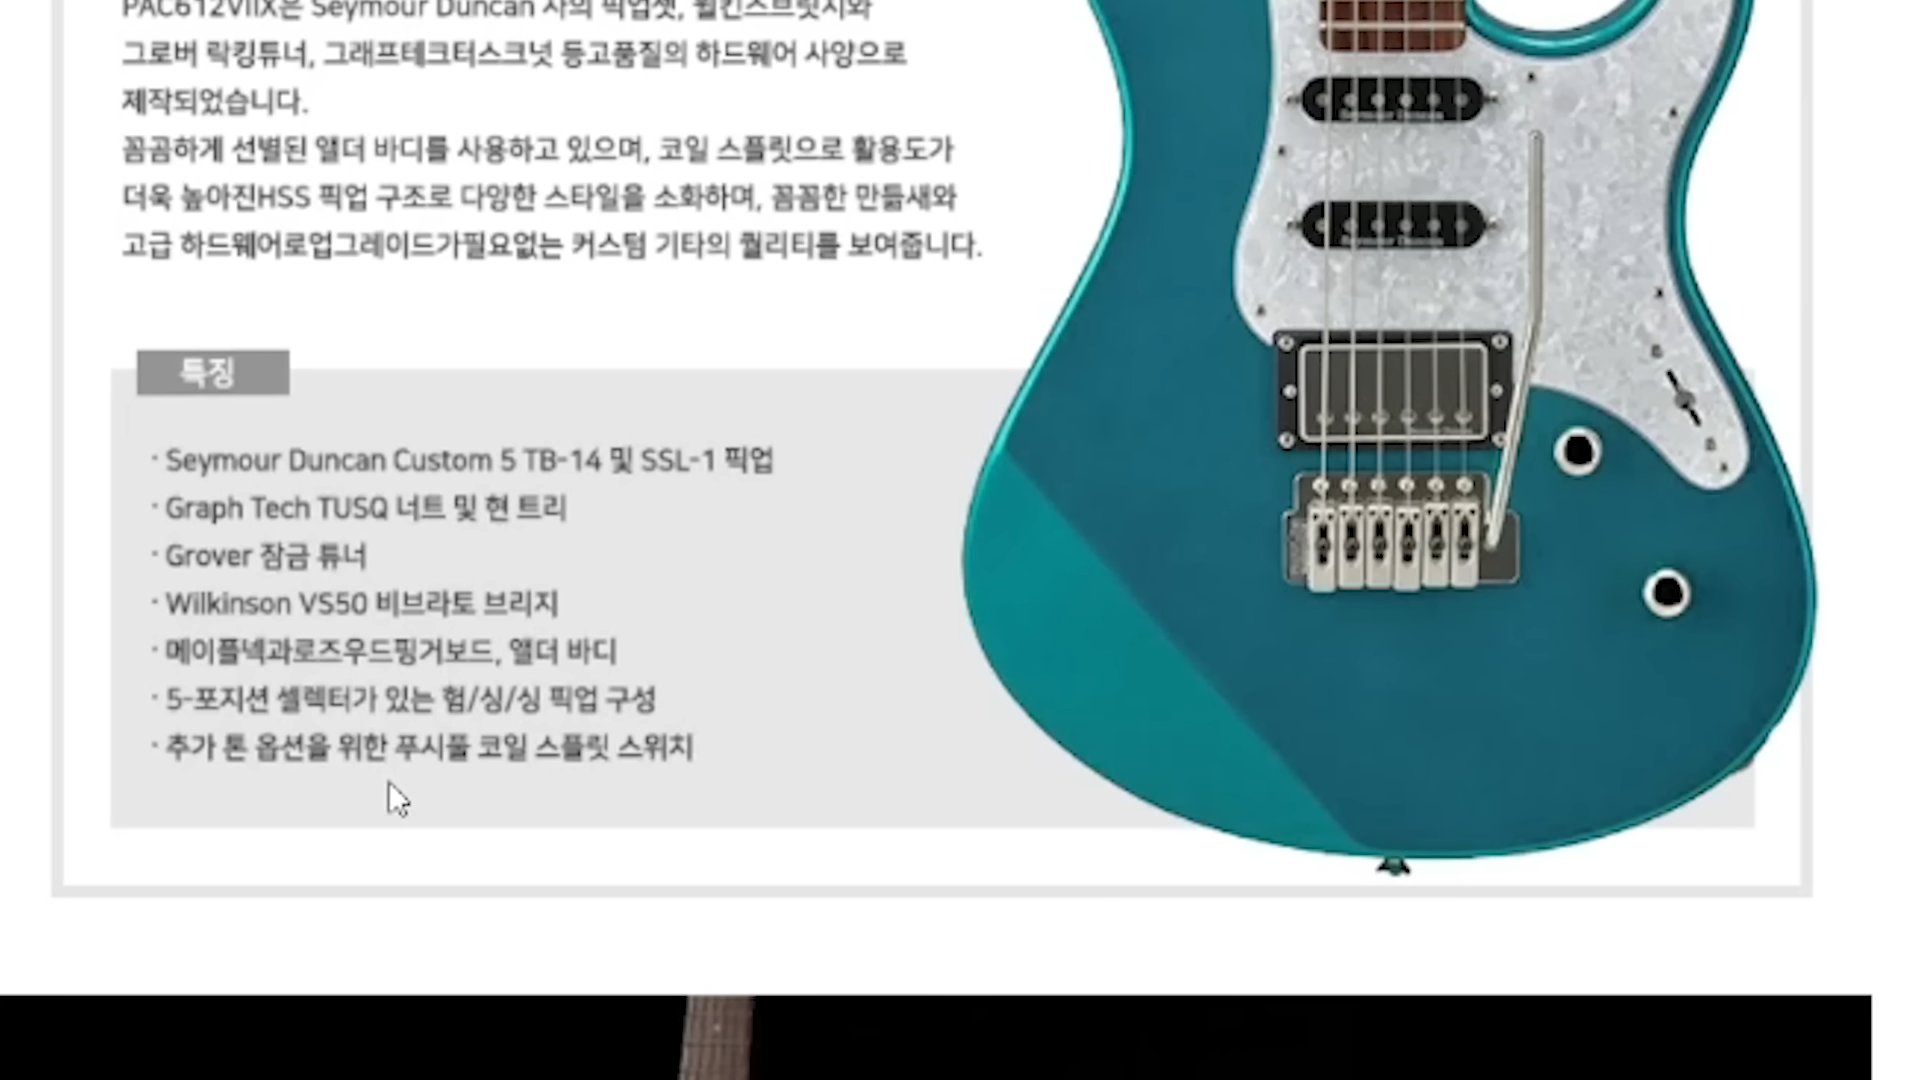 PAC612VIIX은 Seymour Duncan 사의 픽업셋, 윌킨스브릿지와
그로버 락킹튜너, 그래프테크터스크넛 등고품질의 하드웨어 사양으로
제작되었습니다.
꼼곰하게 선별된 앨더 바디를 사용하고 있으며, 코일 스플릿으로 활용도가
더욱 높아진HSS 픽업 구조로 다양한 스타일을 소화하며, 꼼꼼한 만듦새와
고급 하드웨어로업그레이드가필요없는 커스텀 기타의 퀄리티를 보여줍니다.
특징
· Seymour Duncan Custom 5 TB-14 및 SSL-1 픽업
· Graph Tech TUSQ 너트 및 현 트리
· Grover 잠금 튜너
· Wilkinson VS50 비브라토 브리지
· 메이플넥과로즈우드핑거보드, 앨더 바디
· 5-포지션 셀렉터가 있는 험/싱/싱 픽업 구성
· 추가 톤 옵션을 위한 푸시풀 코일 스플릿 스위치